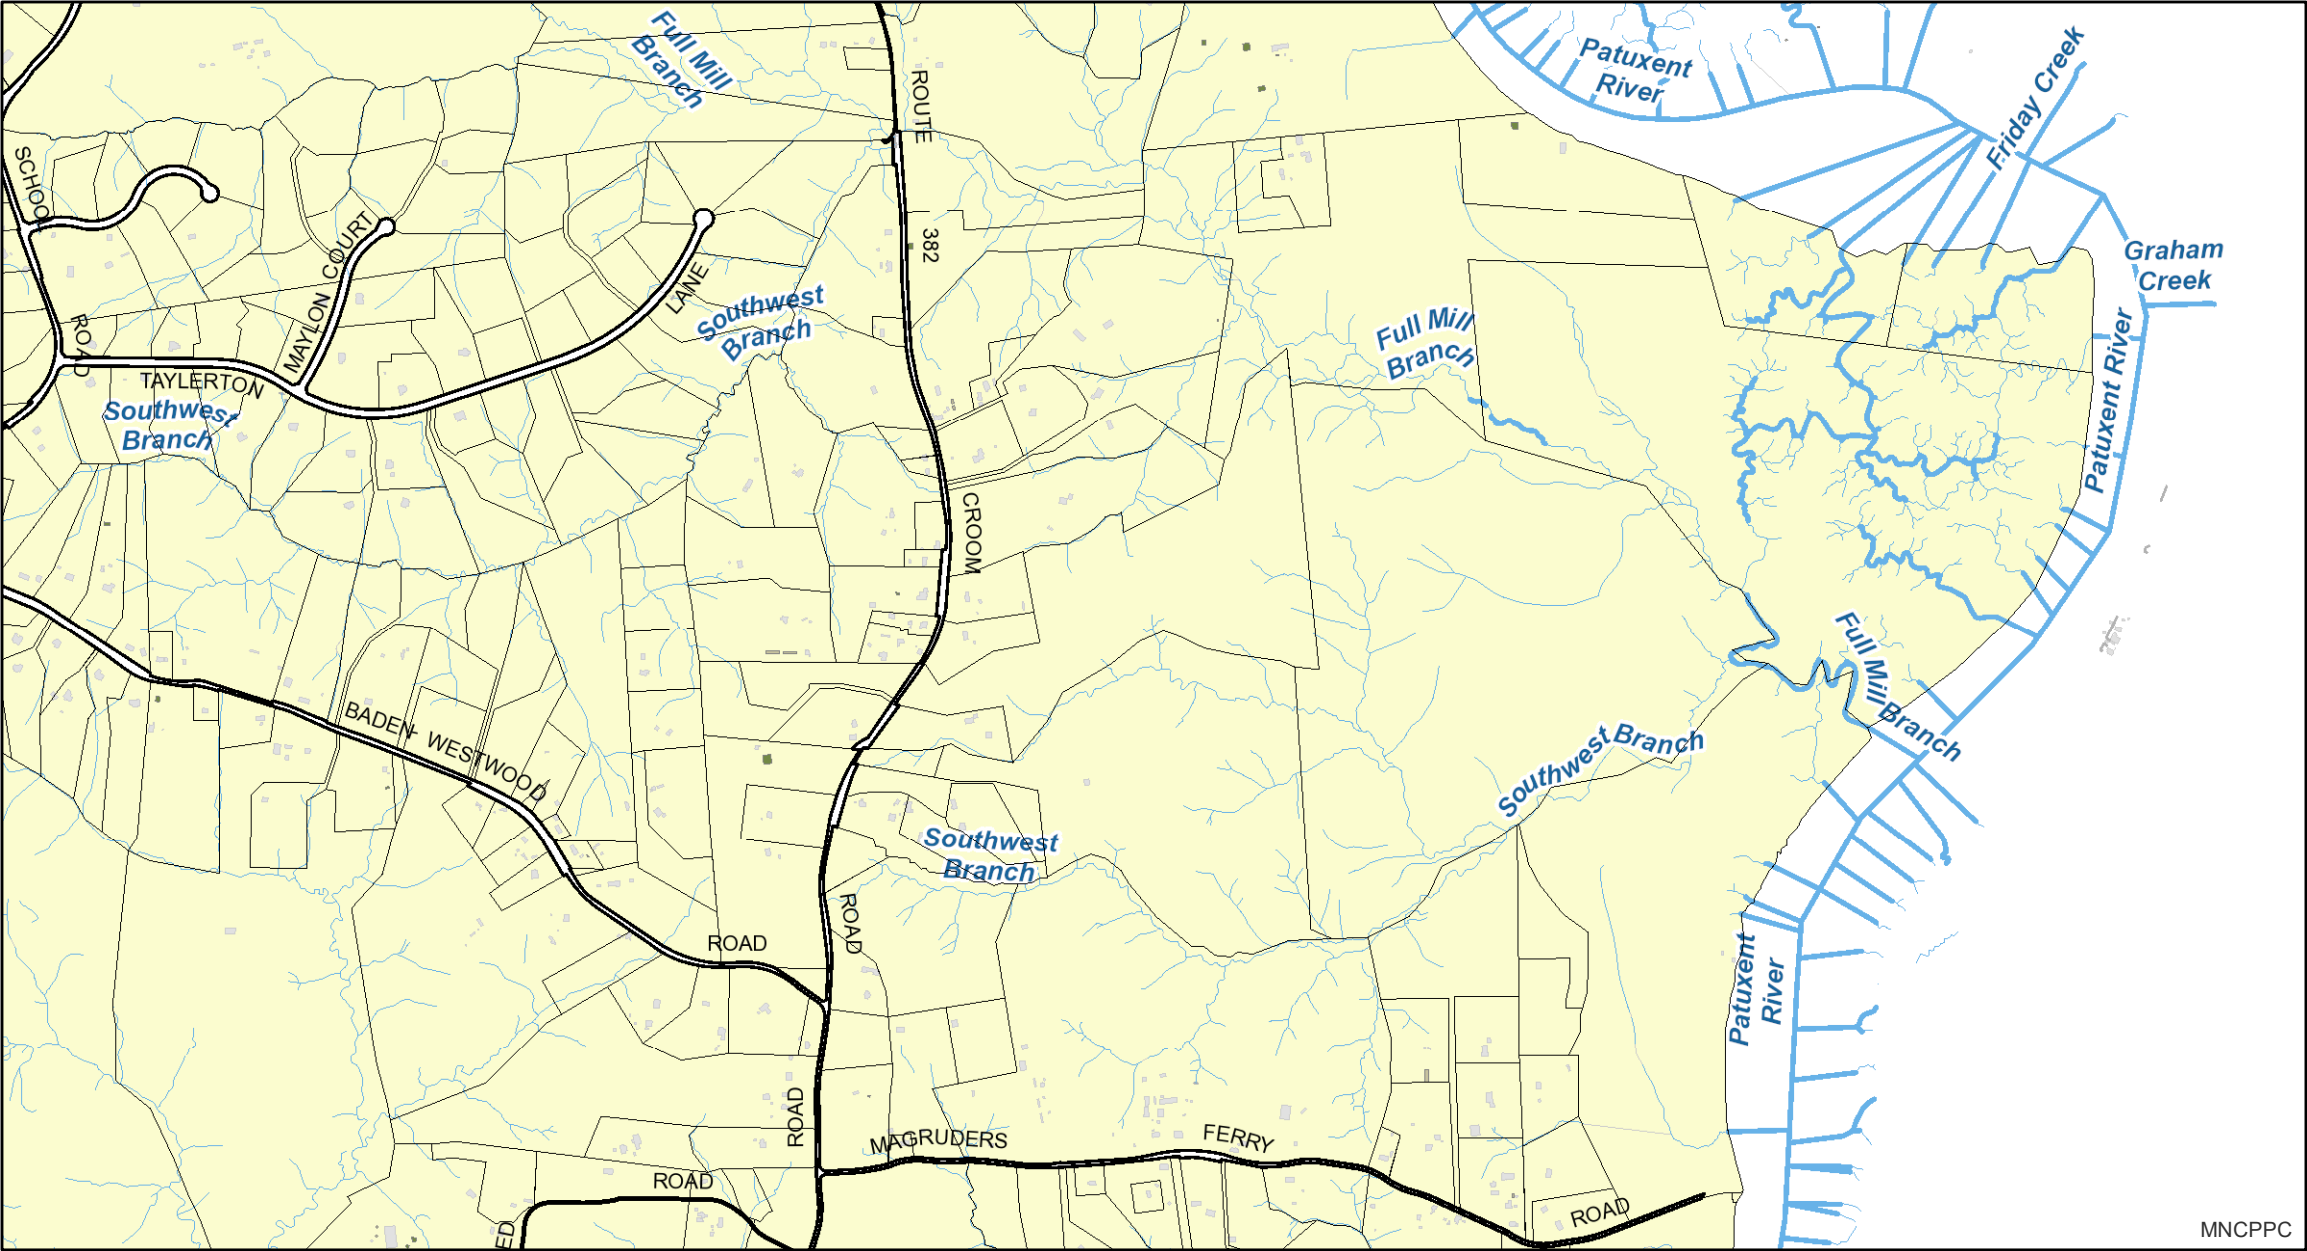 Full Mill
Branch
Patuxent
River
Friday Creek
ROUTE
SCHOOL
MAYLON COURT
382
Graham
Creek
LANE
Southwest
Branch
Full Mill
Branch
Patuxent River
ROAD
TAYLERTON
Southwest
Branch
CROOM
Full Mill Branch
BADEN- WESTWOOD
Southwest Branch
Southwest
Branch
ROAD
ROAD
Patuxent
River
ROAD
MAGRUDERS
FERRY
ROAD
ROAD
ED
MNCPPC